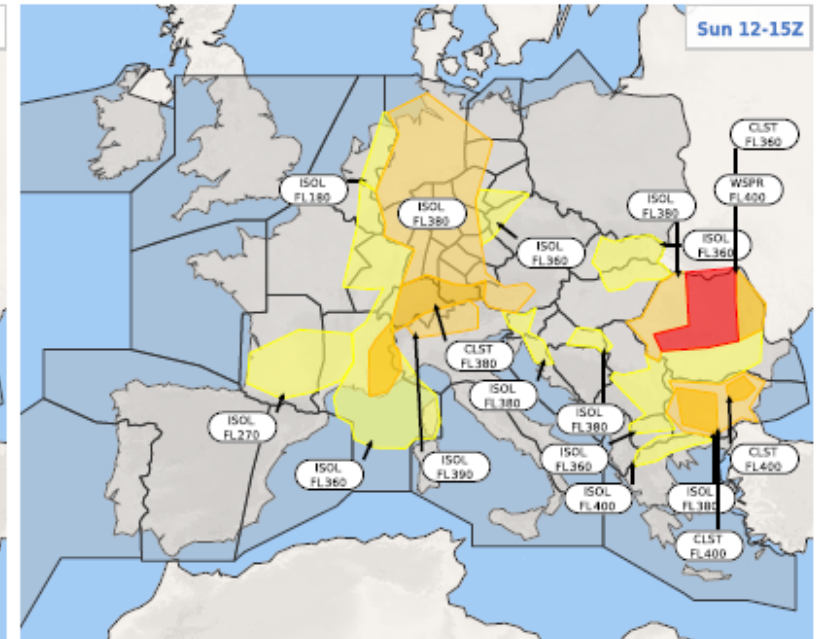 Sun 12-15Z
CLST
FL360
ISOL
FL180
WSPR
FL400
ISOL
FL380
ISOL
FL380
ISOL
FL360
ISOL
FL360
CLST
FL380
ISOL
FL380
ISOL
FL270
ISOL
FL380
ISOL
FL360
CLST
FL400
ISOL
FL360
ISOL
FL390
ISOL
FL400
ISOL
FL380
CLST
FL400